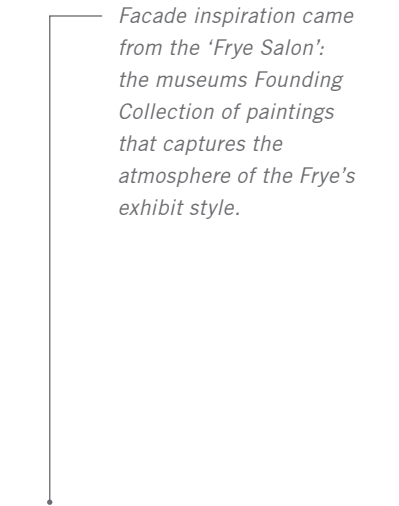 Facade inspiration came
from the ‘Frye Salon’:
the museums Founding
Collection of paintings
that captures the
atmosphere of the Frye’s
exhibit style.